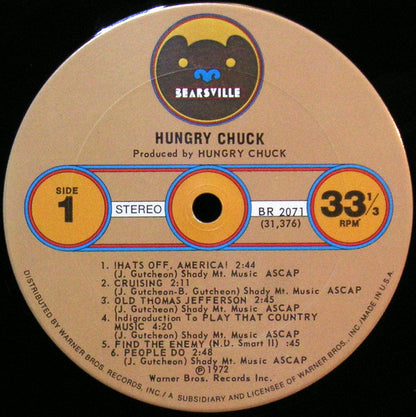 BEARSVILLE
HUNGRY CHUCK
Produced by HUNGRY CHUCK
SIDE
1
STEREO
BR 2071
(31,376)
33 1/3
RPM
1. !HATS OFF, AMERICA! 2:44
(J. Gutcheon) Shady Mt. Music ASCAP
2. CRUISING 2:11
(J. Gutcheon-B. Gutcheon) Shady Mt. Music ASCAP
3. OLD THOMAS JEFFERSON 2:45
(J. Gutcheon) Shady Mt. Music ASCAP
4. Indigroduction To PLAY THAT COUNTRY
MUSIC 4:20
(J. Gutcheon) Shady Mt. Music ASCAP
5. FIND THE ENEMY (N.D. Smart II) :45
6. PEOPLE DO 2:48
(J. Gutcheon) Shady Mt. Music ASCAP
℗ 1972
Warner Bros. Records Inc.
DISTRIBUTED BY WARNER BROS. RECORDS, INC./A SUBSIDIARY AND LICENSEE OF WARNER BROS. INC./MADE IN U.S.A.